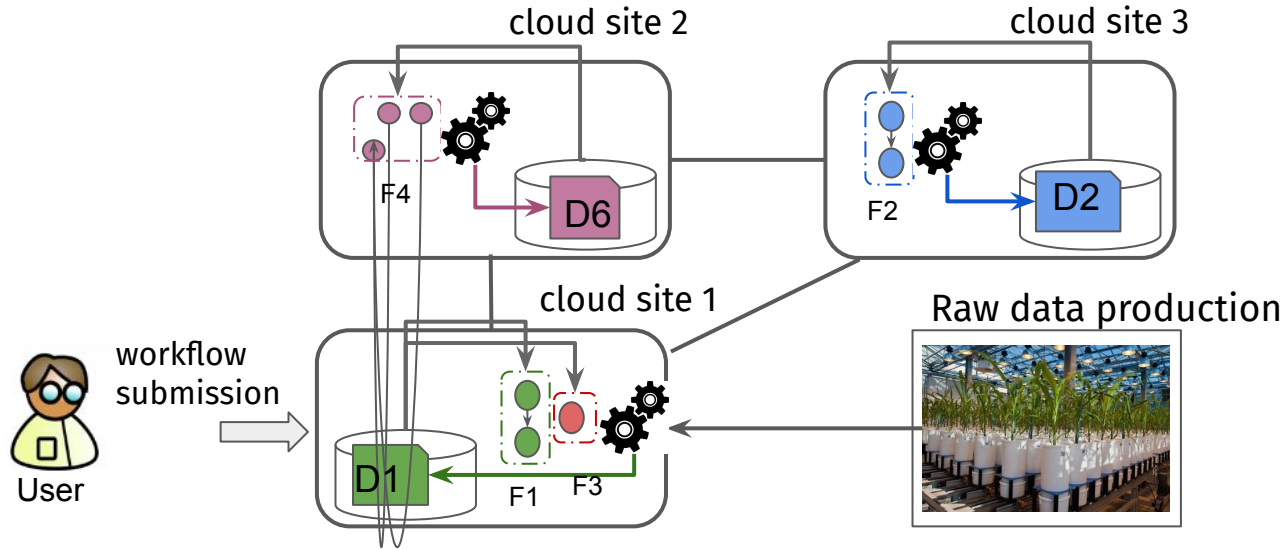 cloud site 2
cloud site 3
F4
D6
F2
D2
cloud site 1
Raw data production
workflow
submission
D1
F1
F3
User